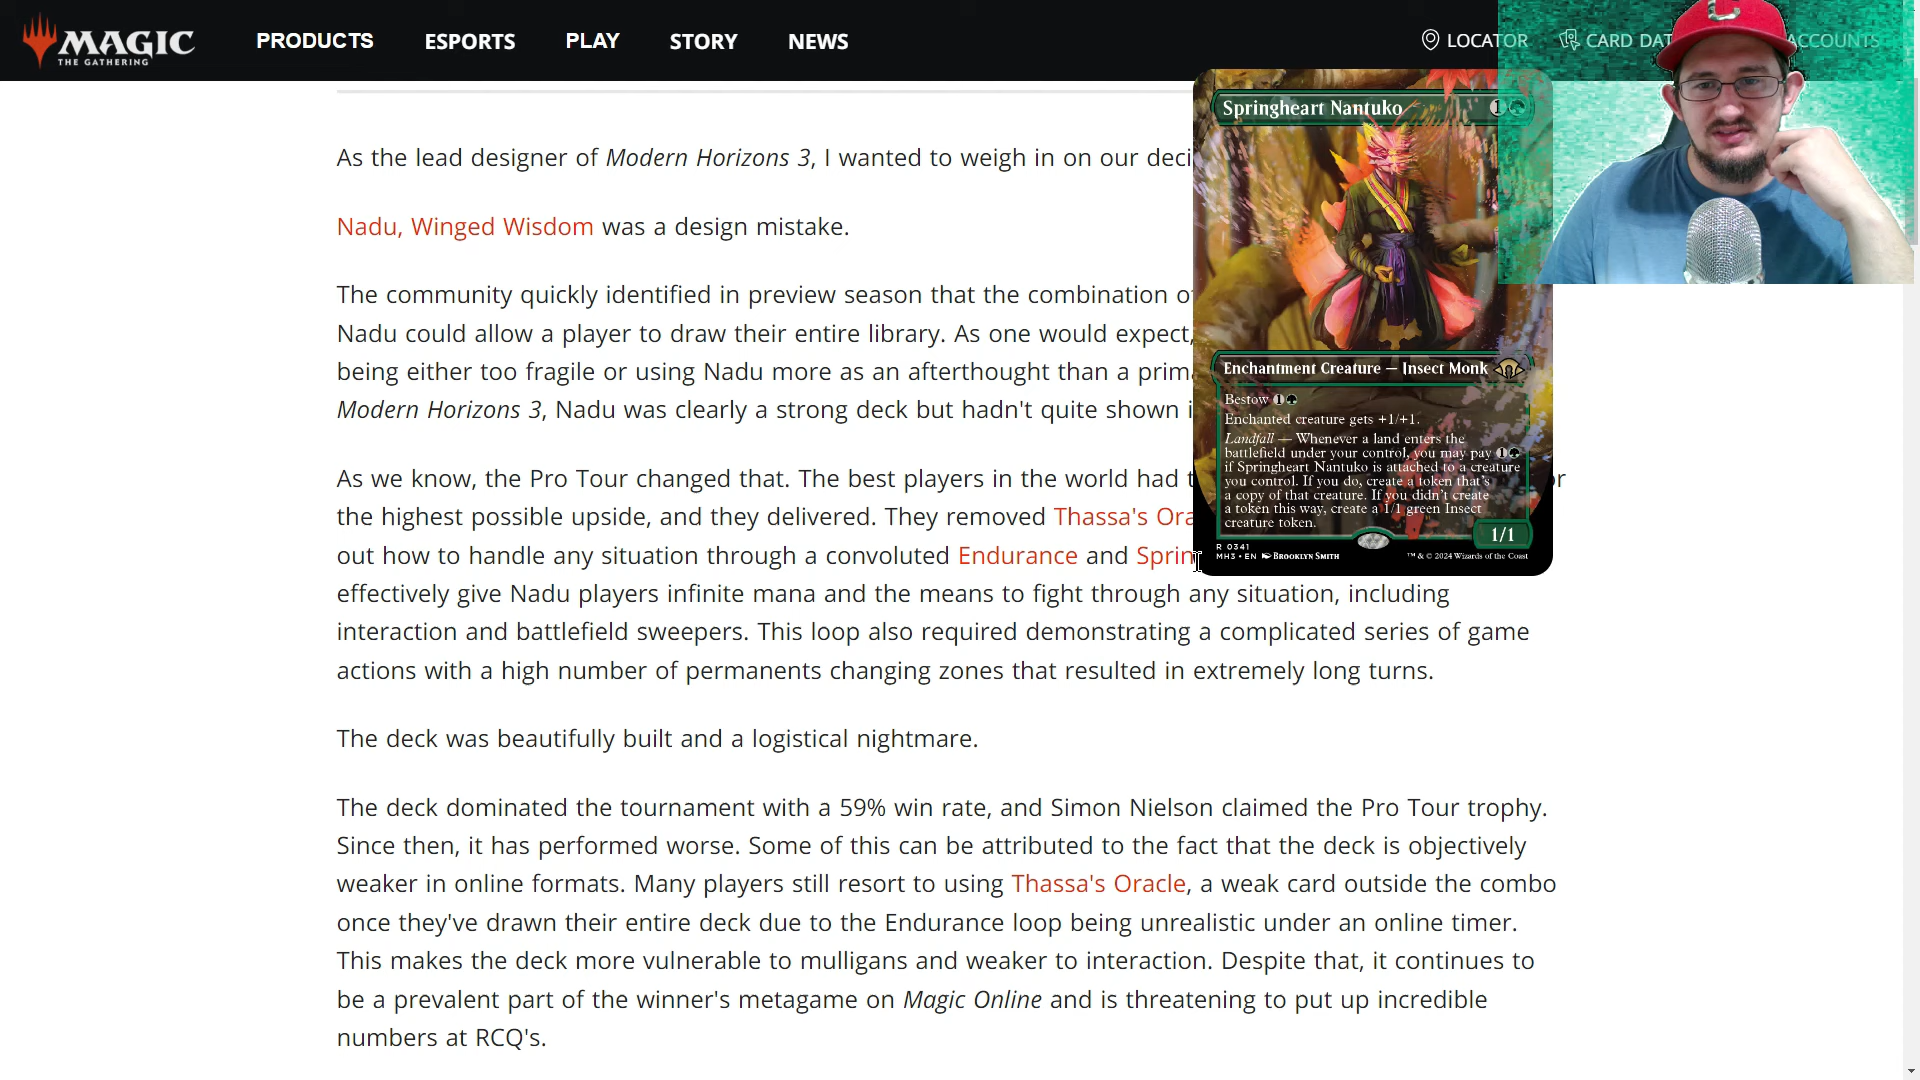 MAGIC
THE GATHERING
PRODUCTS ESPORTS PLAY STORY NEWS LOCATOR CARD DAT ACCOUNTS
As the lead designer of Modern Horizons 3, I wanted to weigh in on our deci
Nadu, Winged Wisdom was a design mistake.
The community quickly identified in preview season that the combination of
Nadu could allow a player to draw their entire library. As one would expect,
being either too fragile or using Nadu more as an afterthought than a prima
Modern Horizons 3, Nadu was clearly a strong deck but hadn't quite shown i
As we know, the Pro Tour changed that. The best players in the world had t or
the highest possible upside, and they delivered. They removed Thassa's Ora
out how to handle any situation through a convoluted Endurance and Sprin
effectively give Nadu players infinite mana and the means to fight through any situation, including
interaction and battlefield sweepers. This loop also required demonstrating a complicated series of game
actions with a high number of permanents changing zones that resulted in extremely long turns.
The deck was beautifully built and a logistical nightmare.
The deck dominated the tournament with a 59% win rate, and Simon Nielson claimed the Pro Tour trophy.
Since then, it has performed worse. Some of this can be attributed to the fact that the deck is objectively
weaker in online formats. Many players still resort to using Thassa's Oracle, a weak card outside the combo
once they've drawn their entire deck due to the Endurance loop being unrealistic under an online timer.
This makes the deck more vulnerable to mulligans and weaker to interaction. Despite that, it continues to
be a prevalent part of the winner's metagame on Magic Online and is threatening to put up incredible
numbers at RCQ's.
Springheart Nantuko 1
Enchantment Creature — Insect Monk
Bestow 1
Enchanted creature gets +1/+1.
Landfall — Whenever a land enters the
battlefield under your control, you may pay 1
if Springheart Nantuko is attached to a creature
you control. If you do, create a token that's
a copy of that creature. If you didn't create
a token this way, create a 1/1 green Insect
creature token.
1/1
R 0341
MH3 • EN Brooklyn Smith ™ & © 2024 Wizards of the Coast
C